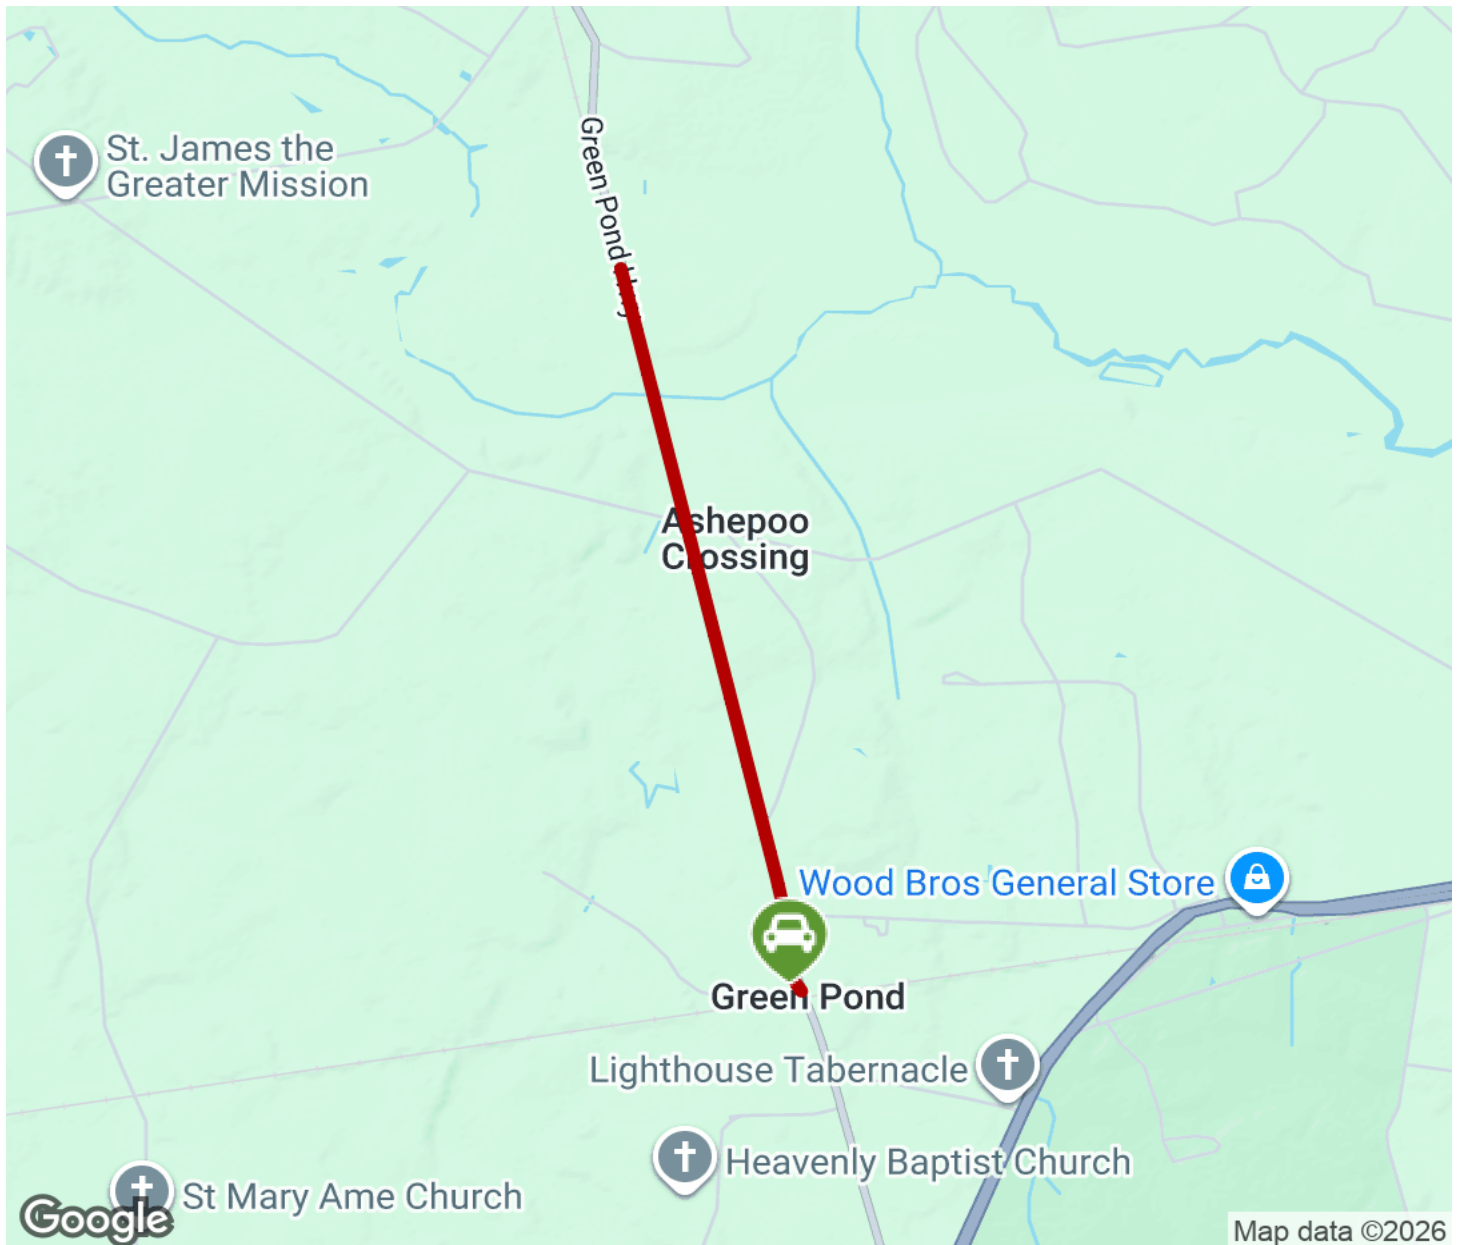 St. James the
Greater Mission
Green Pond Hwy
Ashepoo
Crossing
Wood Bros General Store
Green Pond
Lighthouse Tabernacle
Heavenly Baptist Church
St Mary Ame Church
Google
Map data ©2026